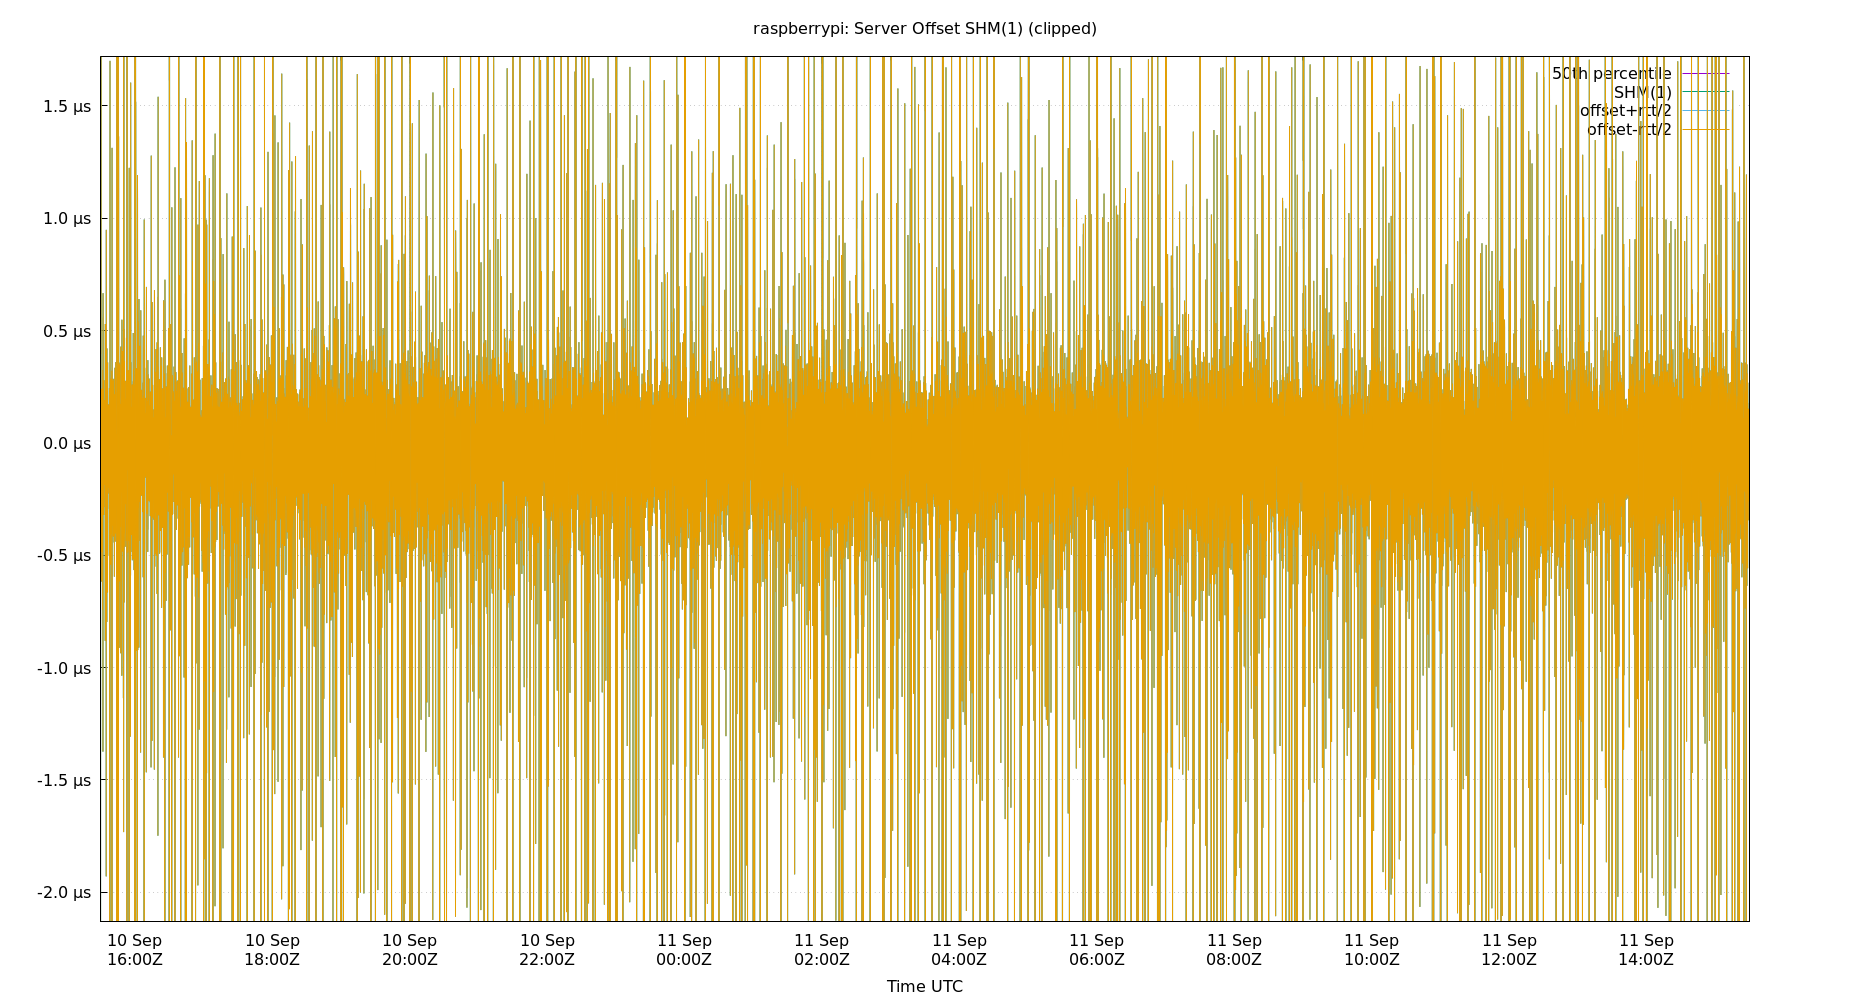 raspberrypi: Server Offset SHM(1) (clipped)
50th percentile
SHM(1)
offset+rtt/2
offset-rtt/2
1.5 µs
1.0 µs
0.5 µs
0.0 µs
-0.5 µs
-1.0 µs
-1.5 µs
-2.0 µs
10 Sep 10 Sep 10 Sep 10 Sep 11 Sep 11 Sep 11 Sep 11 Sep 11 Sep 11 Sep 11 Sep 11 Sep
16:00Z 18:00Z 20:00Z 22:00Z 00:00Z 02:00Z 04:00Z 06:00Z 08:00Z 10:00Z 12:00Z 14:00Z
Time UTC